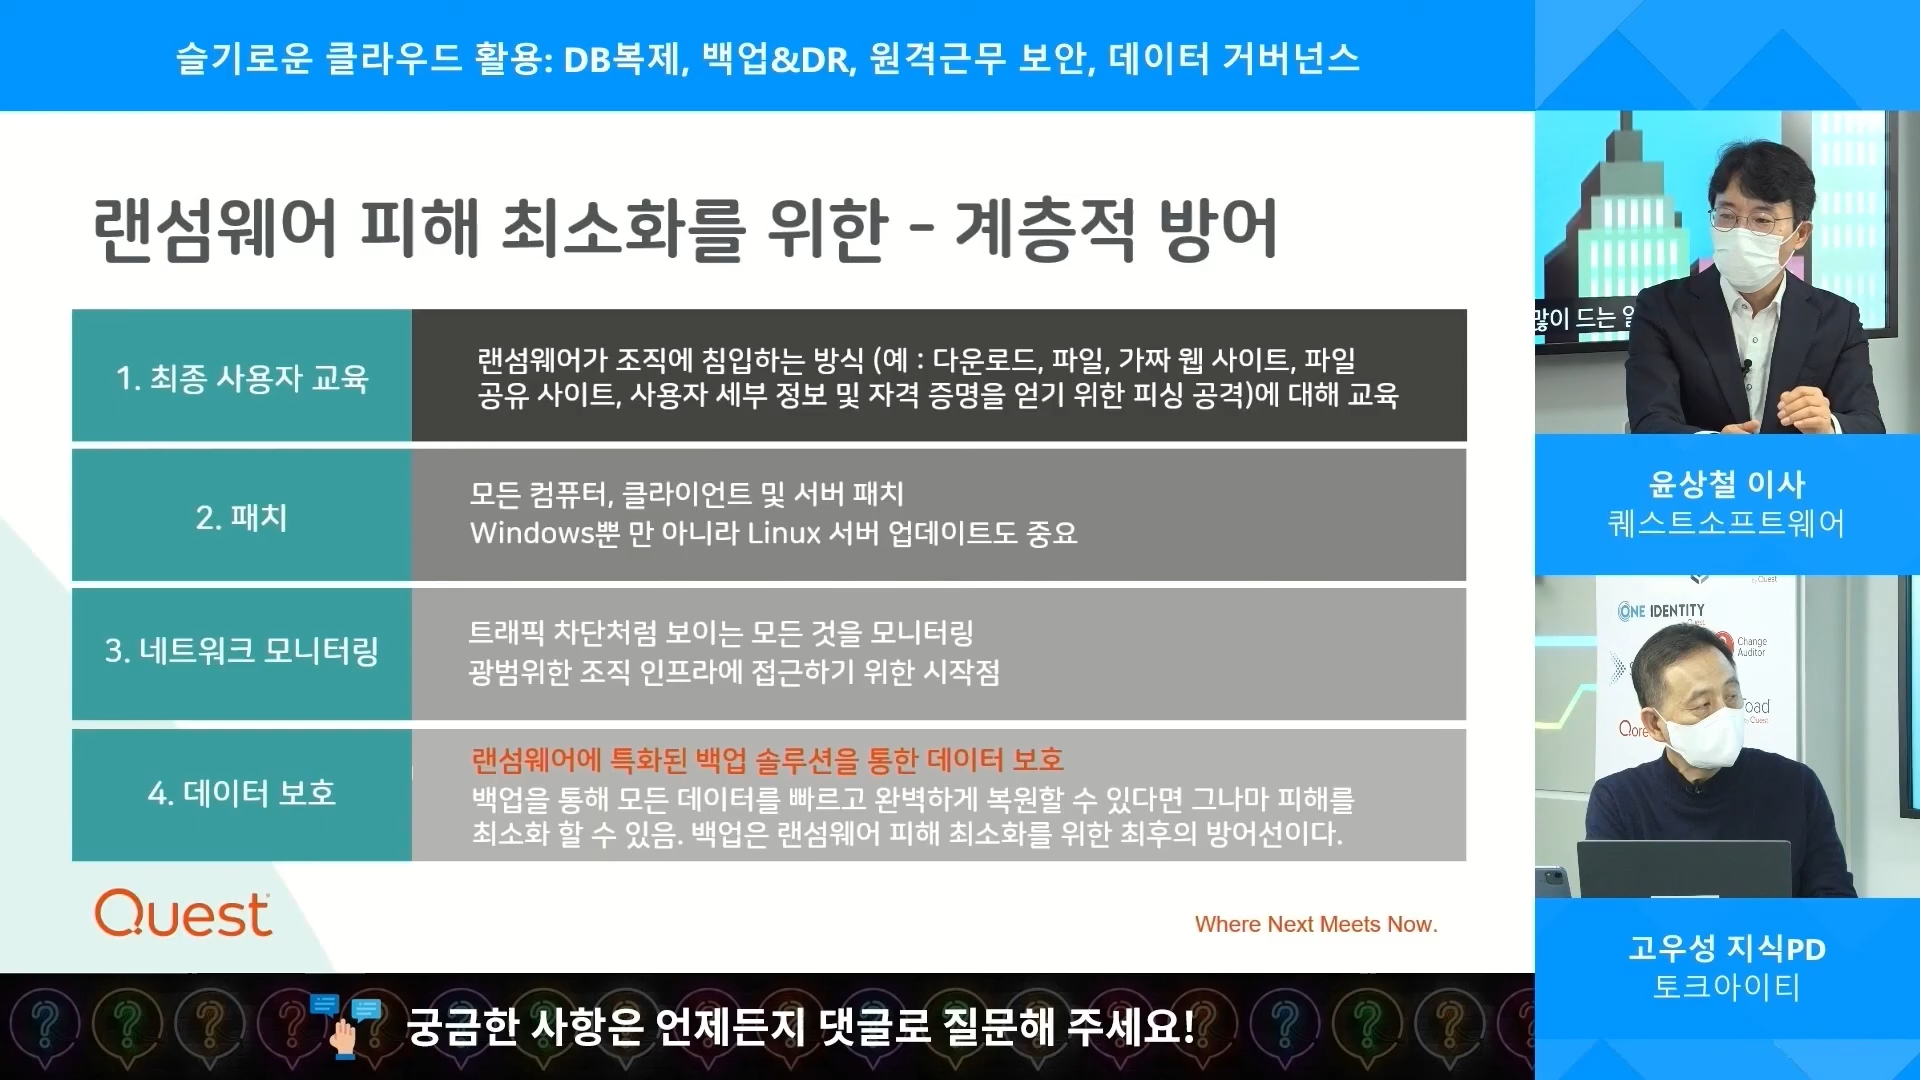 슬기로운 클라우드 활용: DB복제, 백업&DR, 원격근무 보안, 데이터 거버넌스
랜섬웨어 피해 최소화를 위한 - 계층적 방어
1. 최종 사용자 교육
랜섬웨어가 조직에 침입하는 방식 (예 : 다운로드, 파일, 가짜 웹 사이트, 파일
공유 사이트, 사용자 세부 정보 및 자격 증명을 얻기 위한 피싱 공격)에 대해 교육
2. 패치
모든 컴퓨터, 클라이언트 및 서버 패치
Windows뿐 만 아니라 Linux 서버 업데이트도 중요
3. 네트워크 모니터링
트래픽 차단처럼 보이는 모든 것을 모니터링
광범위한 조직 인프라에 접근하기 위한 시작점
4. 데이터 보호
랜섬웨어에 특화된 백업 솔루션을 통한 데이터 보호
백업을 통해 모든 데이터를 빠르고 완벽하게 복원할 수 있다면 그나마 피해를
최소화 할 수 있음. 백업은 랜섬웨어 피해 최소화를 위한 최후의 방어선이다.
Quest
Where Next Meets Now.
궁금한 사항은 언제든지 댓글로 질문해 주세요!
많이 드는
윤상철 이사
퀘스트소프트웨어
by Quest
ONE IDENTITY
by Quest
Change
Auditor
by Quest
고우성 지식PD
토크아이티